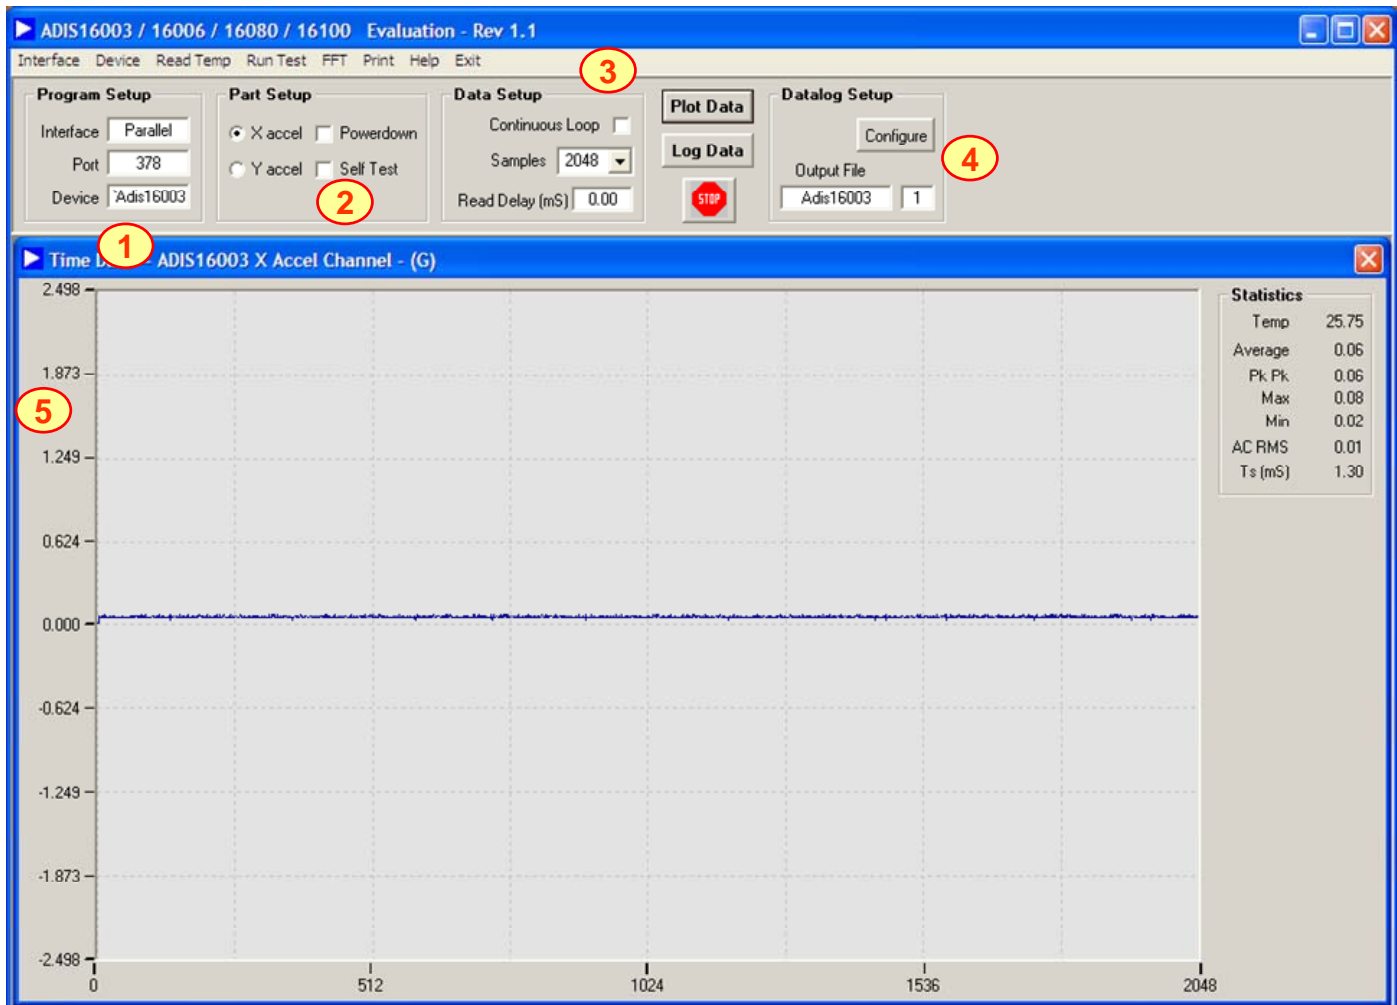 ADIS16003 / 16006 / 16080 / 16100 Evaluation - Rev 1.1
Interface Device Read Temp Run Test FFT Print Help Exit
3
Program Setup
Interface Parallel
Port 378
Device 'Adis16003
1
Part Setup
X accel Powerdown
Y accel Self Test
2
Data Setup
Continuous Loop
Samples 2048
Read Delay (mS) 0.00
Plot Data
Log Data
STOP
Datalog Setup
Configure
4
Output File
Adis16003 1
Time - ADIS16003 X Accel Channel - (G)
2.498
1.873
5
1.249
0.624
0.000
-0.624
-1.249
-1.873
-2.498
0 512 1024 1536 2048
Statistics
Temp 25.75
Average 0.06
Pk Pk 0.06
Max 0.08
Min 0.02
AC RMS 0.01
Ts (mS) 1.30